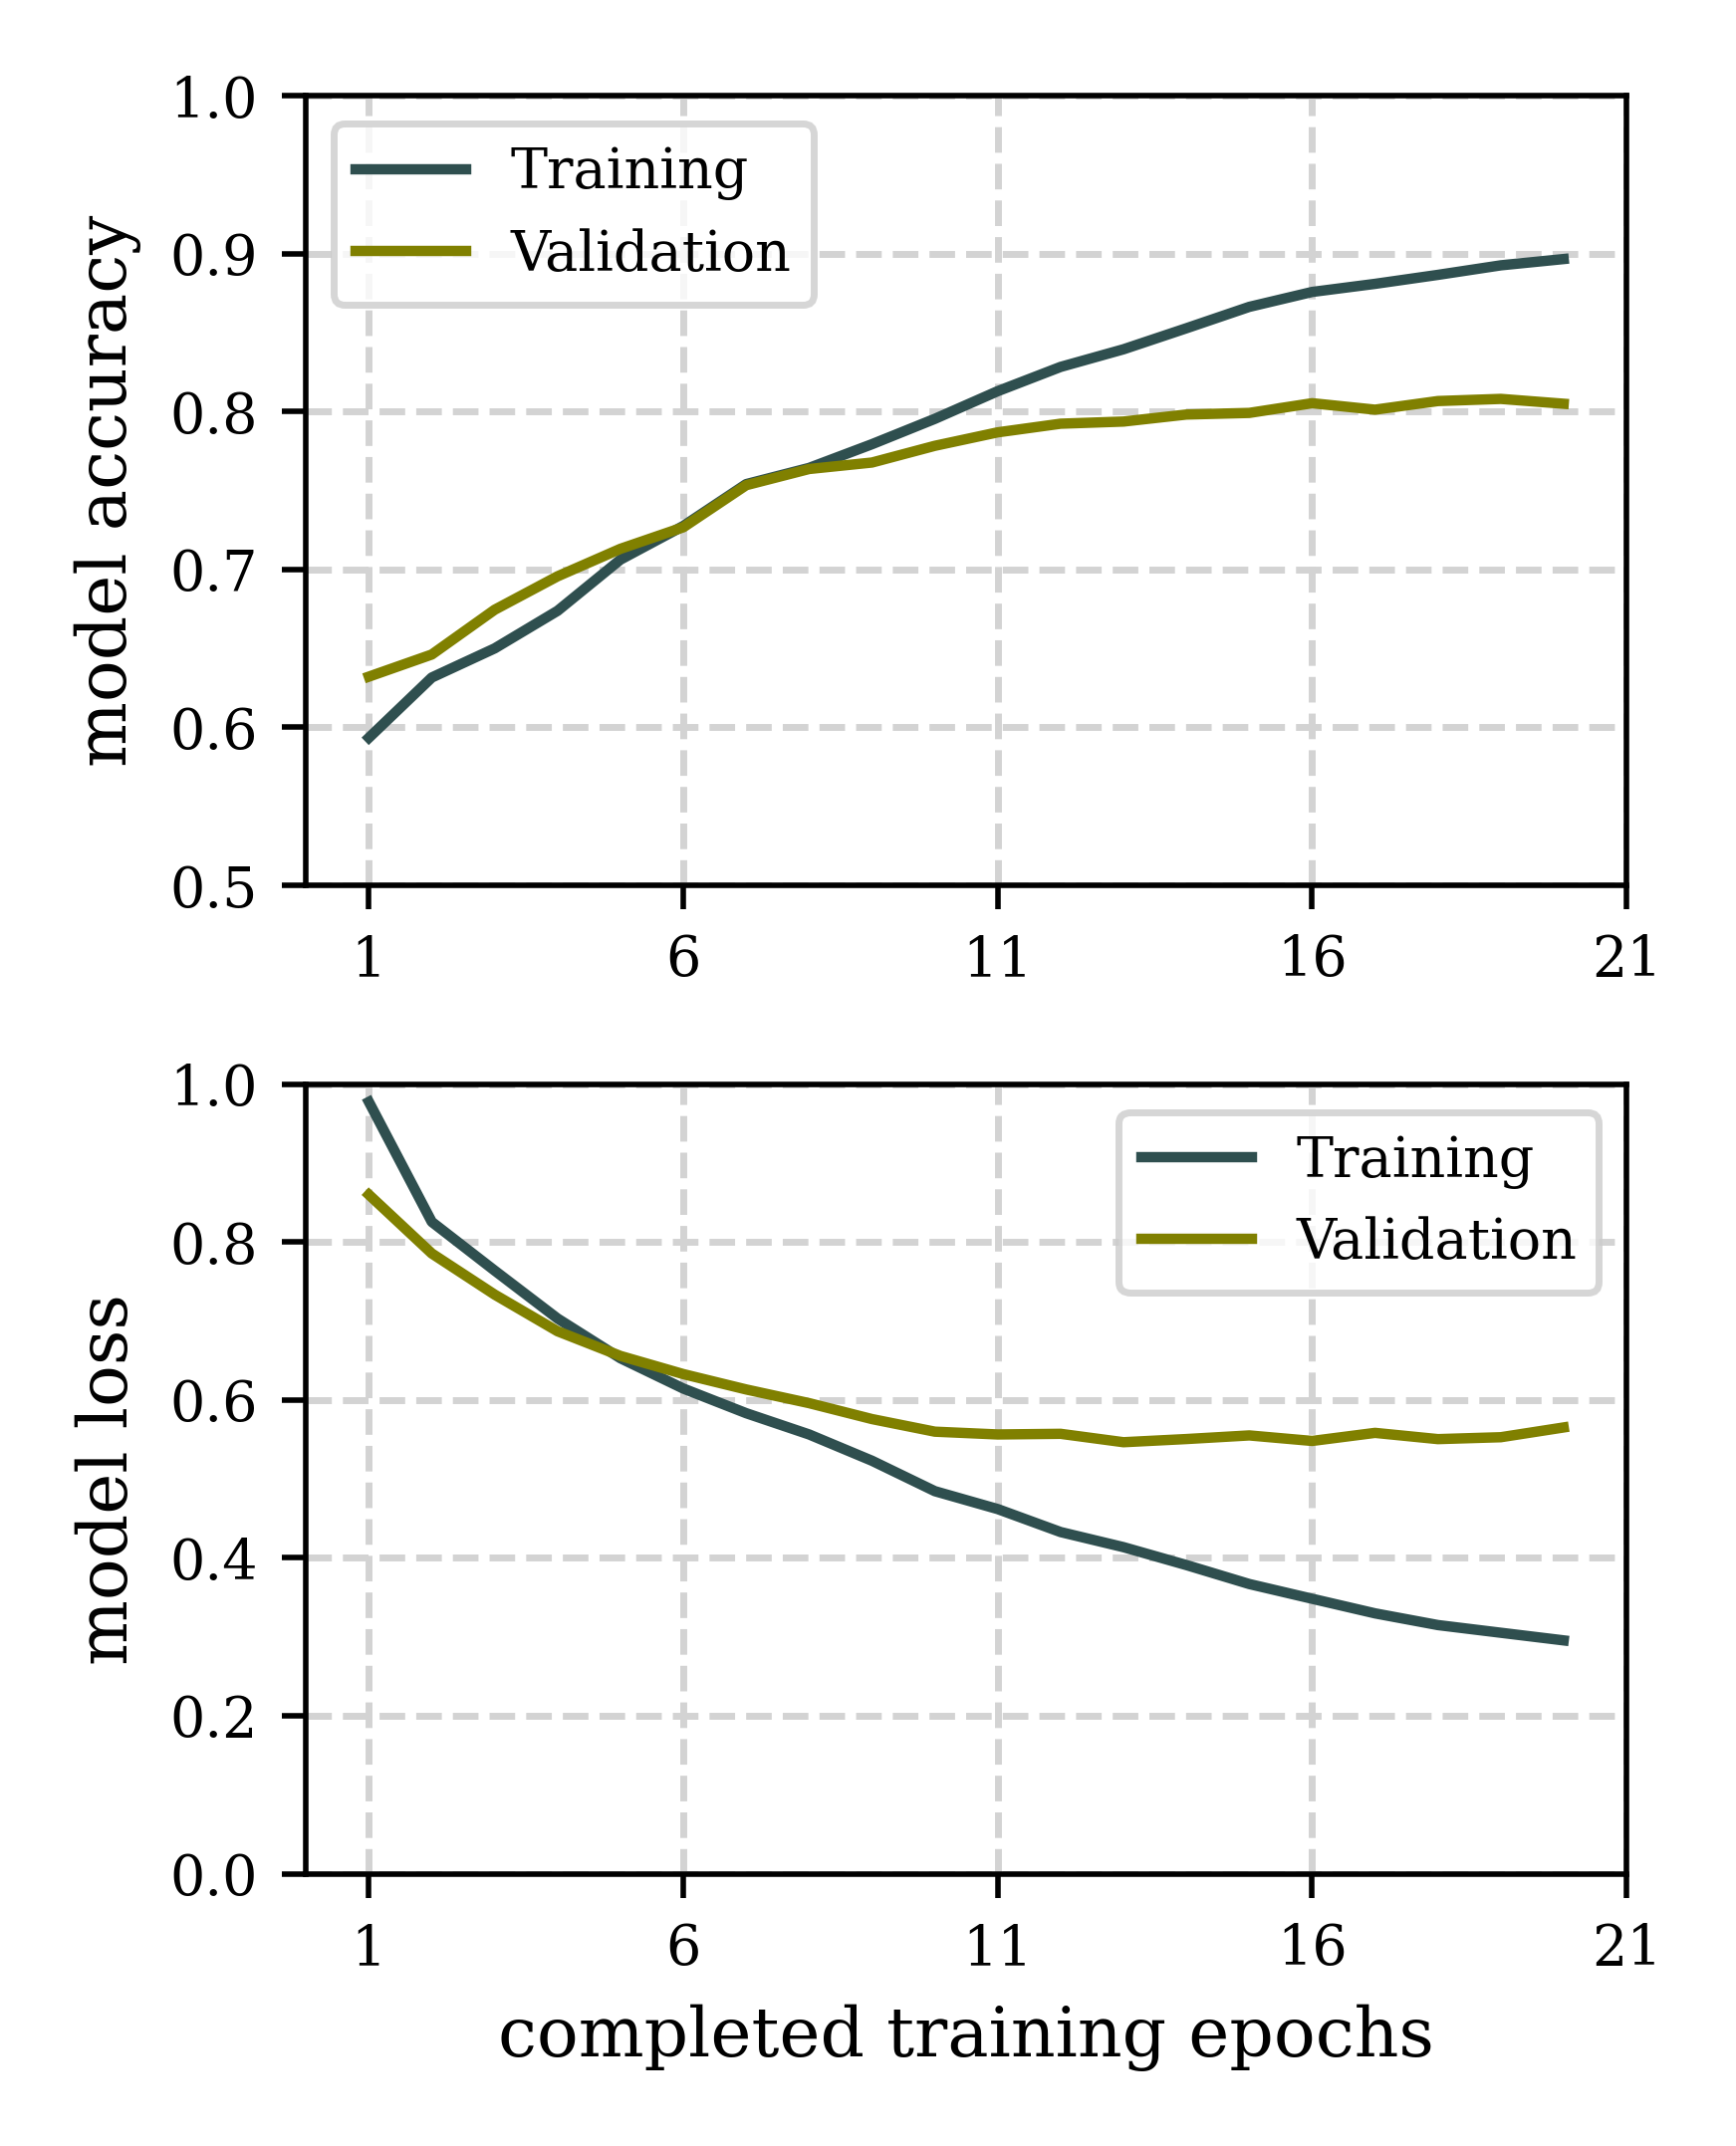 model accuracy
1.0
0.9
0.8
0.7
0.6
0.5
Training
Validation
1 6 11 16 21
model loss
1.0
0.8
0.6
0.4
0.2
0.0
Training
Validation
1 6 11 16 21
completed training epochs